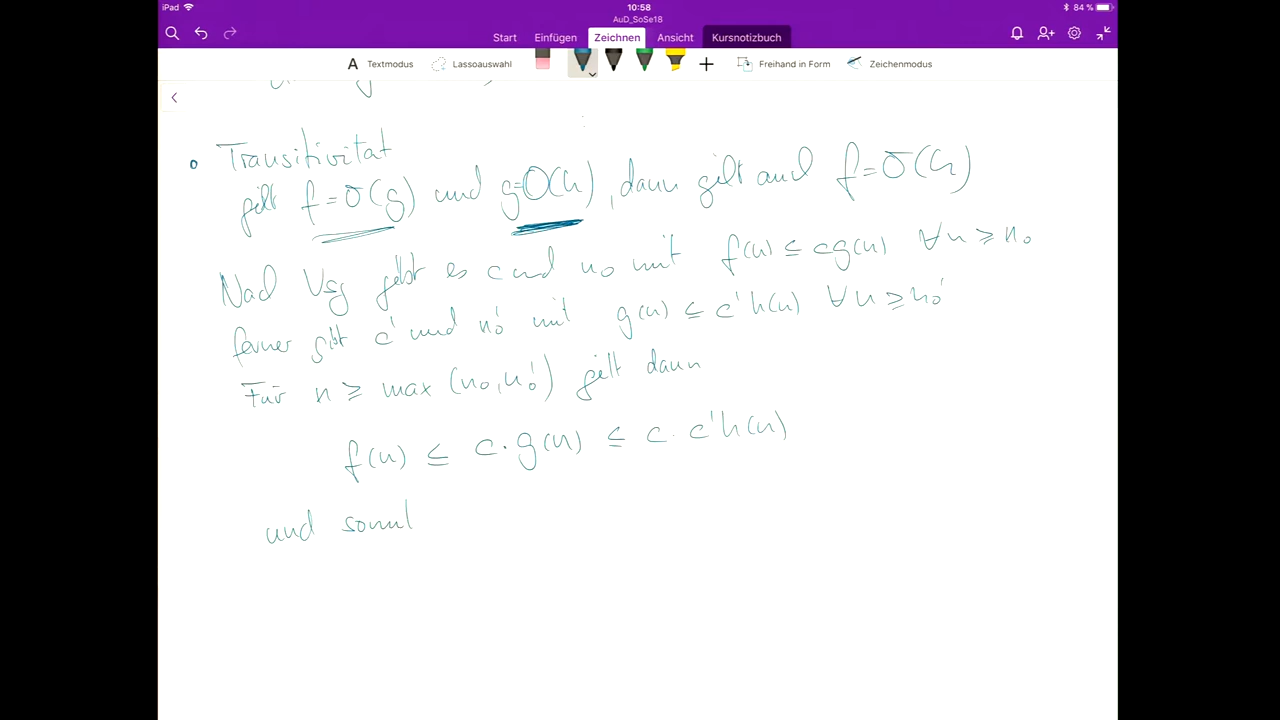 iPad
10:58
84 %
AuD_SoSe18
Start Einfügen Zeichnen Ansicht Kursnotizbuch
A Textmodus Lassoauswahl Freihand in Form Zeichenmodus
Transitivität
gilt f=O(g) und g=O(h), dann gilt auch f=O(h)
Nach Vsg gibt es c und n₀ mit f(n) ≤ cg(n) ∀n ≥ n₀
ferner gibt c' und n₀' mit g(n) ≤ c'h(n) ∀n ≥ n₀'
Für n ≥ max (n₀, n₀') gilt dann
f(n) ≤ c · g(n) ≤ c · c'h(n)
und somit